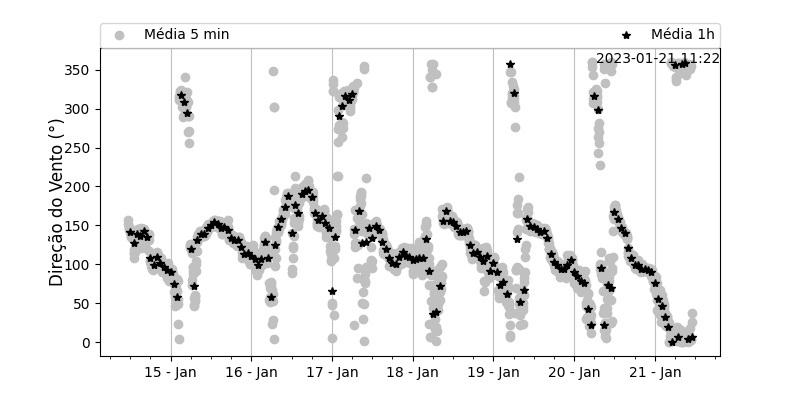 Média 5 min
Média 1h
2023-01-21 11:22
Direção do Vento (°)
350
300
250
200
150
100
50
0
15 - Jan
16 - Jan
17 - Jan
18 - Jan
19 - Jan
20 - Jan
21 - Jan